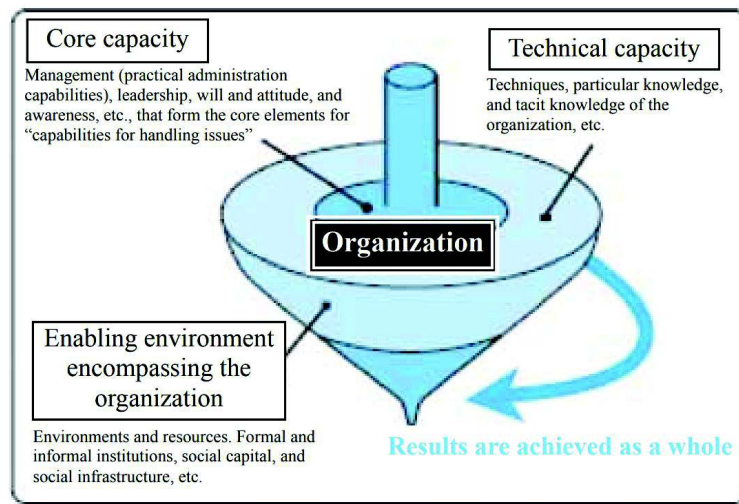 Core capacity
Management (practical administration
capabilities), leadership, will and attitude, and
awareness, etc., that form the core elements for
“capabilities for handling issues”
Technical capacity
Techniques, particular knowledge,
and tacit knowledge of the
organization, etc.
Organization
Enabling environment
encompassing the
organization
Environments and resources. Formal and
informal institutions, social capital, and
social infrastructure, etc.
Results are achieved as a whole